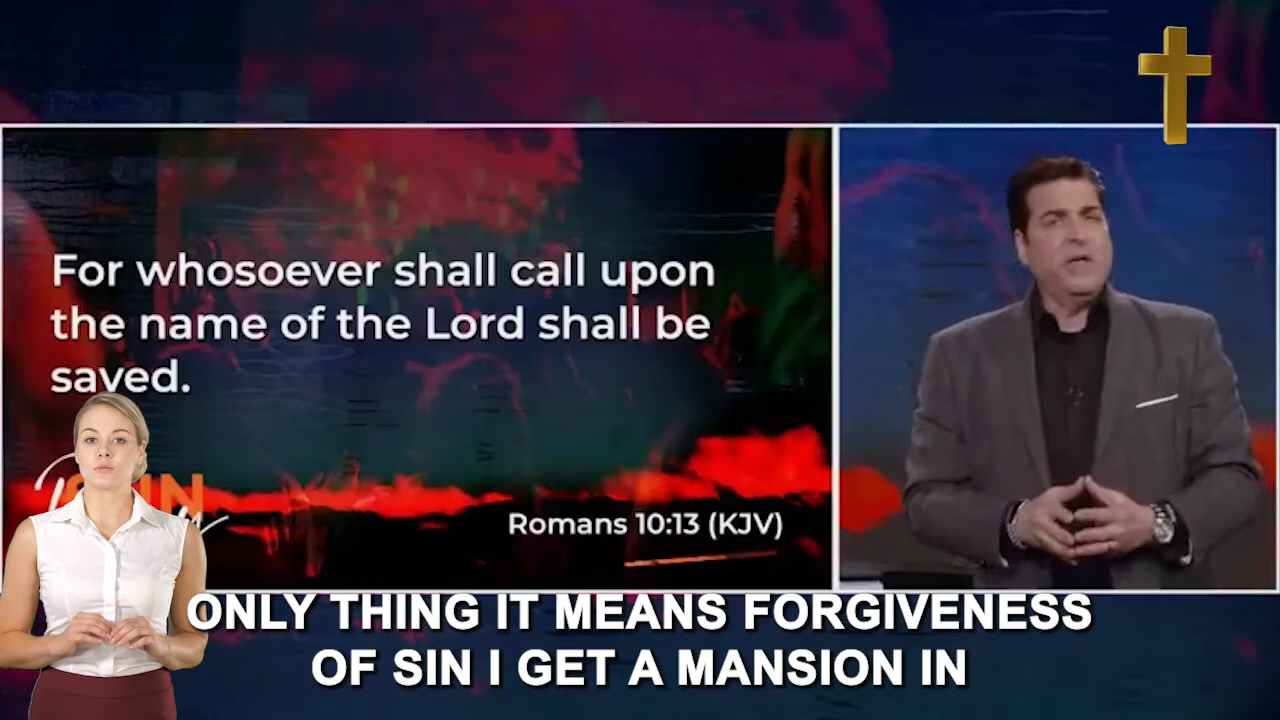 For whosoever shall call upon
the name of the Lord shall be
saved.
Romans 10:13 (KJV)
ONLY THING IT MEANS FORGIVENESS
OF SIN I GET A MANSION IN